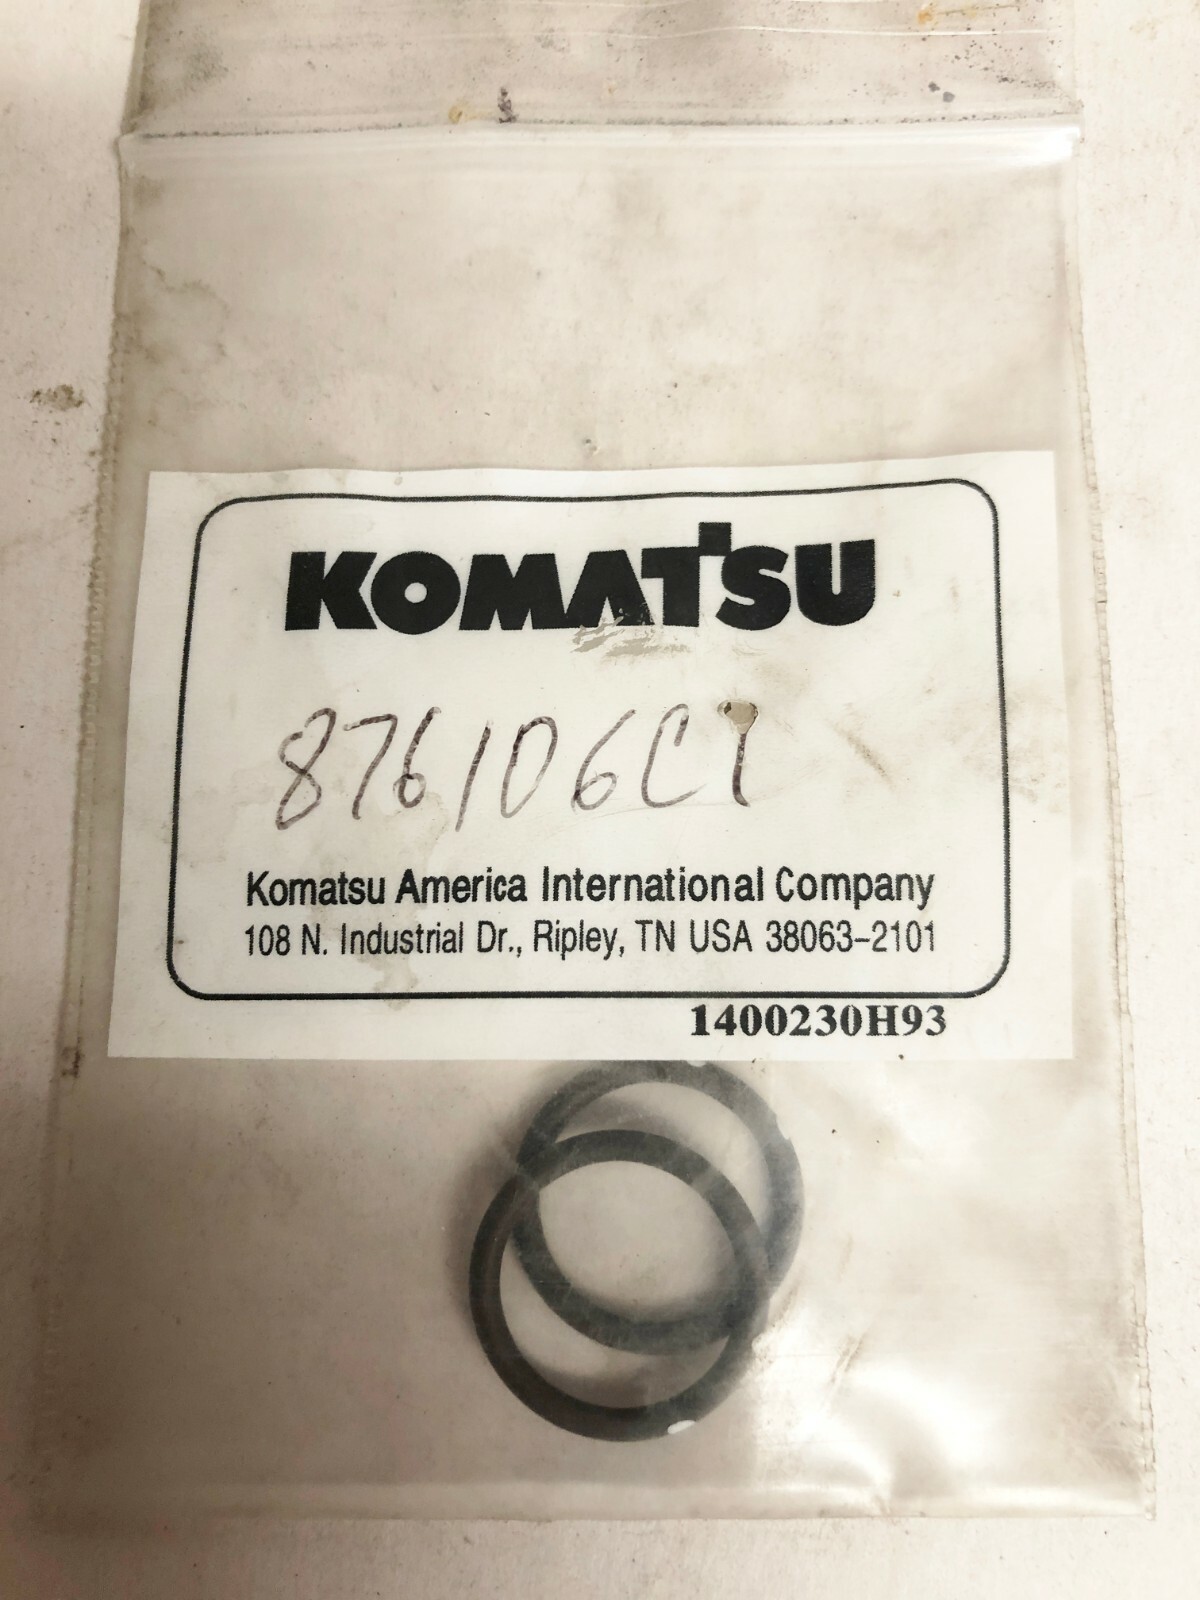 KOMATSU
876106C1
Komatsu America International Company
108 N. Industrial Dr., Ripley, TN USA 38063-2101
1400230H93